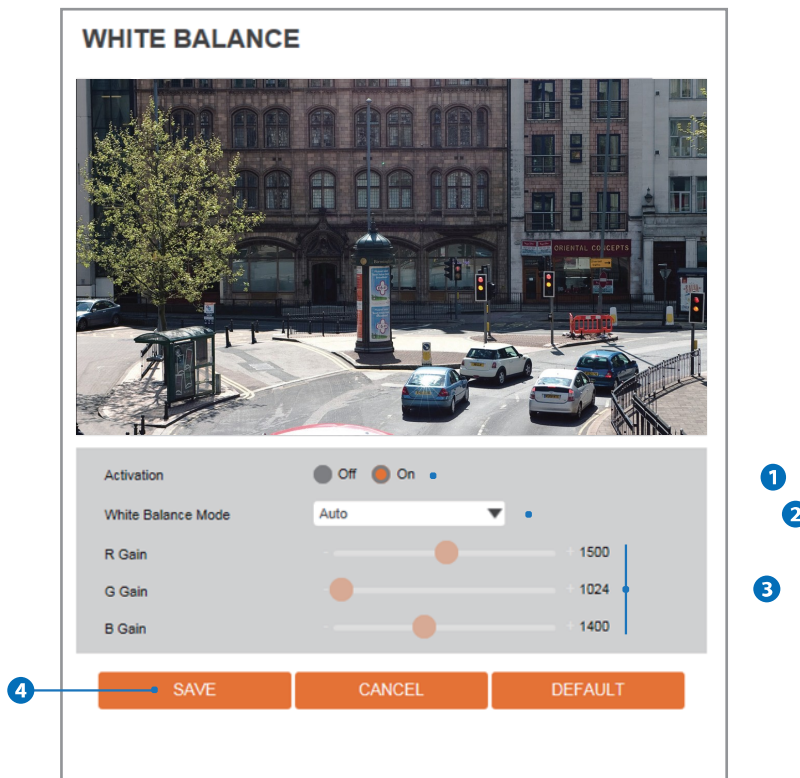 WHITE BALANCE
ORIENTAL CONCEPTS
Activation Off On 1
White Balance Mode Auto 2
R Gain - + 1500
G Gain - + 1024 3
B Gain - + 1400
4 SAVE CANCEL DEFAULT